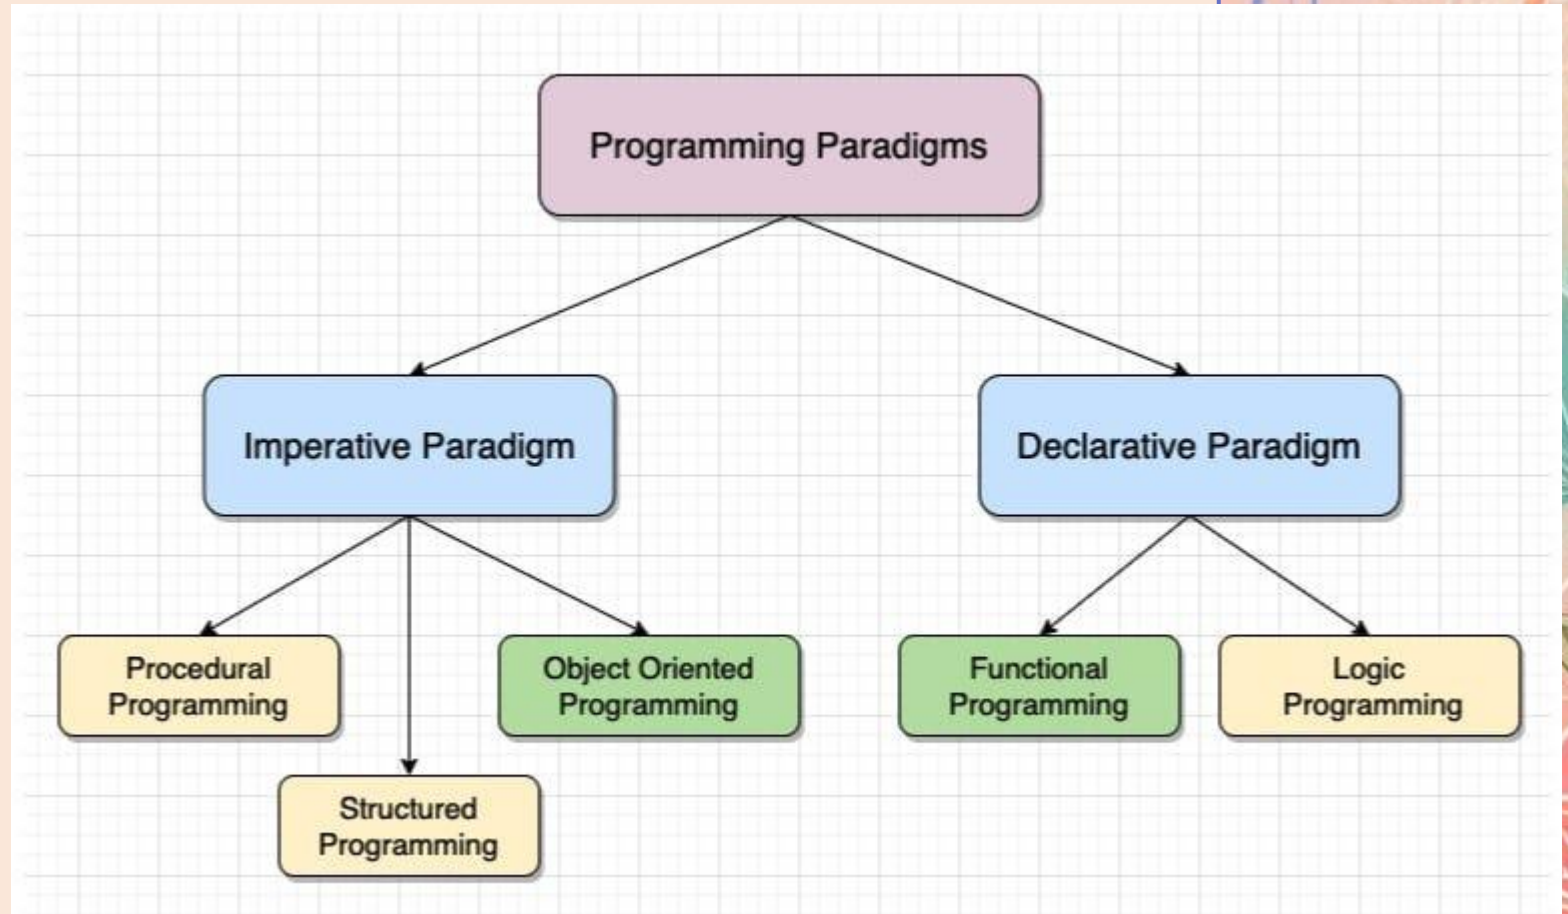 Programming Paradigms
Imperative Paradigm
Declarative Paradigm
Procedural
Programming
Object Oriented
Programming
Functional
Programming
Logic
Programming
Structured
Programming